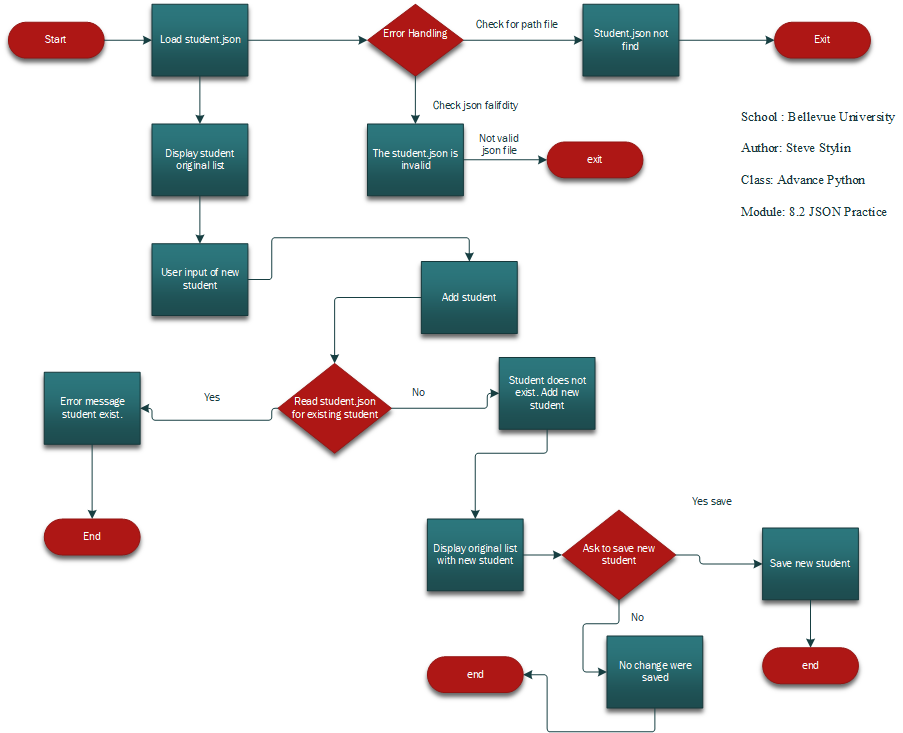 Start
Load student.json
Error Handling
Check for path file
Student.json not
find
Exit
Check json falifdity
The student.json is
invalid
Not valid
json file
exit
School : Bellevue University
Author: Steve Stylin
Class: Advance Python
Module: 8.2 JSON Practice
Display student
original list
User input of new
student
Add student
Read student.json
for existing student
Yes
Error message
student exist.
End
No
Student does not
exist. Add new
student
Display original list
with new student
Ask to save new
student
Yes save
Save new student
end
No
No change were
saved
end